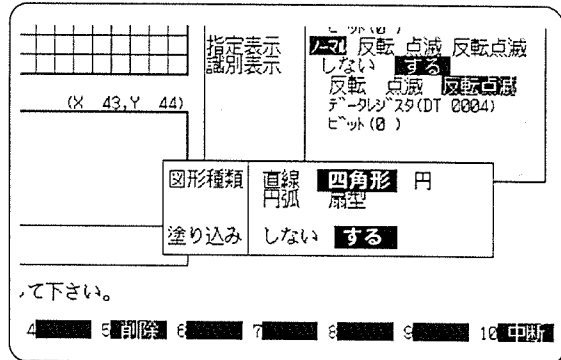 ビット(0 )
指定表示 ノーマル 反転 点滅 反転点滅
識別表示 しない する
反転 点滅 反転点滅
データレジスタ(DT 0004)
ビット(0 )
(X 43,Y 44)
図形種類 直線 四角形 円
円弧 扇型
塗り込み しない する
して下さい。
4 5 削除 6 7 8 9 10 中断